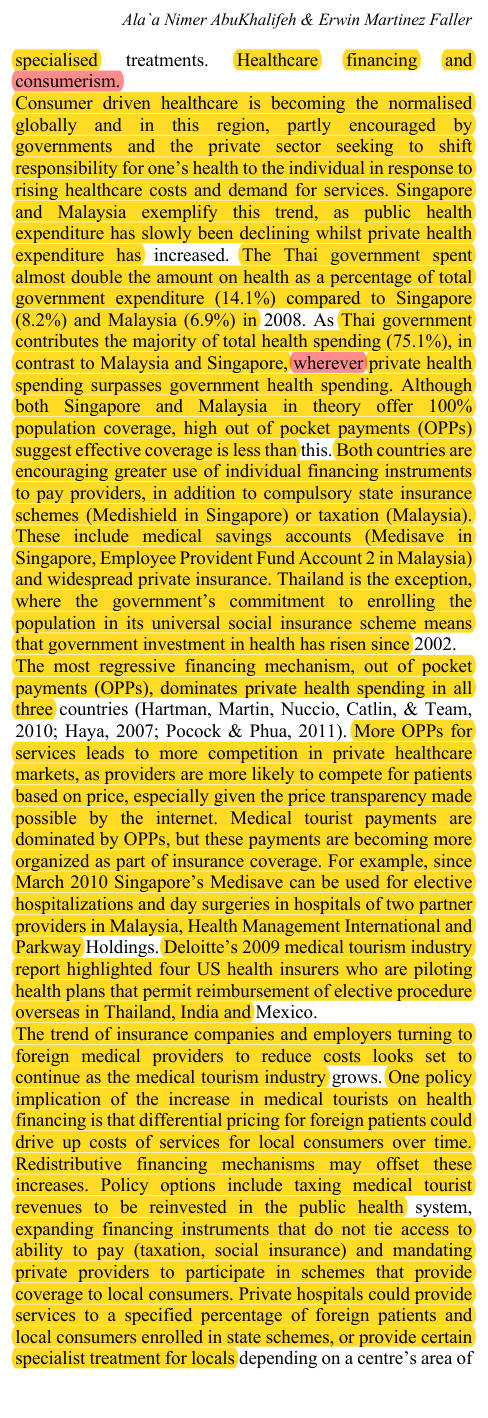 Ala`a Nimer AbuKhalifeh & Erwin Martinez Faller
specialised treatments. Healthcare financing and
consumerism.
Consumer driven healthcare is becoming the normalised
globally and in this region, partly encouraged by
governments and the private sector seeking to shift
responsibility for one’s health to the individual in response to
rising healthcare costs and demand for services. Singapore
and Malaysia exemplify this trend, as public health
expenditure has slowly been declining whilst private health
expenditure has increased. The Thai government spent
almost double the amount on health as a percentage of total
government expenditure (14.1%) compared to Singapore
(8.2%) and Malaysia (6.9%) in 2008. As Thai government
contributes the majority of total health spending (75.1%), in
contrast to Malaysia and Singapore, wherever private health
spending surpasses government health spending. Although
both Singapore and Malaysia in theory offer 100%
population coverage, high out of pocket payments (OPPs)
suggest effective coverage is less than this. Both countries are
encouraging greater use of individual financing instruments
to pay providers, in addition to compulsory state insurance
schemes (Medishield in Singapore) or taxation (Malaysia).
These include medical savings accounts (Medisave in
Singapore, Employee Provident Fund Account 2 in Malaysia)
and widespread private insurance. Thailand is the exception,
where the government’s commitment to enrolling the
population in its universal social insurance scheme means
that government investment in health has risen since 2002.
The most regressive financing mechanism, out of pocket
payments (OPPs), dominates private health spending in all
three countries (Hartman, Martin, Nuccio, Catlin, & Team,
2010; Haya, 2007; Pocock & Phua, 2011). More OPPs for
services leads to more competition in private healthcare
markets, as providers are more likely to compete for patients
based on price, especially given the price transparency made
possible by the internet. Medical tourist payments are
dominated by OPPs, but these payments are becoming more
organized as part of insurance coverage. For example, since
March 2010 Singapore’s Medisave can be used for elective
hospitalizations and day surgeries in hospitals of two partner
providers in Malaysia, Health Management International and
Parkway Holdings. Deloitte’s 2009 medical tourism industry
report highlighted four US health insurers who are piloting
health plans that permit reimbursement of elective procedure
overseas in Thailand, India and Mexico.
The trend of insurance companies and employers turning to
foreign medical providers to reduce costs looks set to
continue as the medical tourism industry grows. One policy
implication of the increase in medical tourists on health
financing is that differential pricing for foreign patients could
drive up costs of services for local consumers over time.
Redistributive financing mechanisms may offset these
increases. Policy options include taxing medical tourist
revenues to be reinvested in the public health system,
expanding financing instruments that do not tie access to
ability to pay (taxation, social insurance) and mandating
private providers to participate in schemes that provide
coverage to local consumers. Private hospitals could provide
services to a specified percentage of foreign patients and
local consumers enrolled in state schemes, or provide certain
specialist treatment for locals depending on a centre’s area of